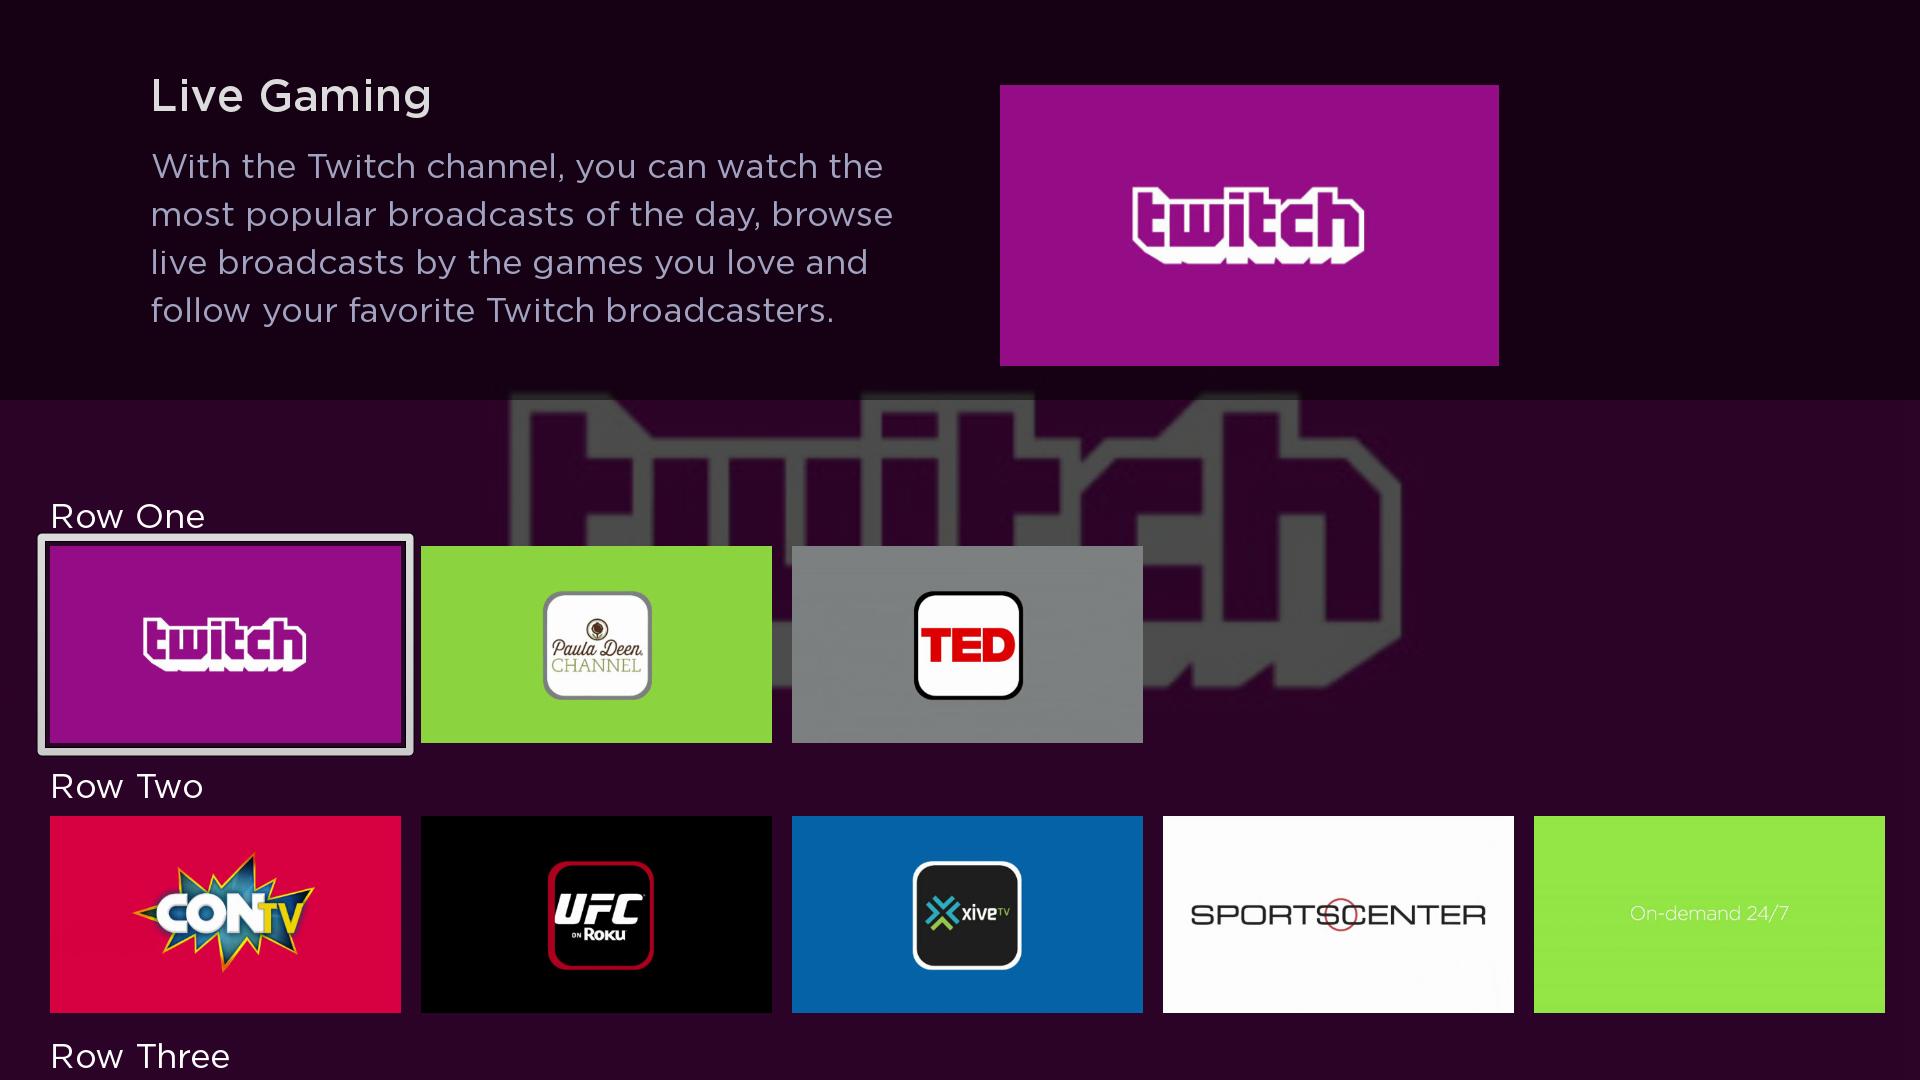 Live Gaming
With the Twitch channel, you can watch the
most popular broadcasts of the day, browse
live broadcasts by the games you love and
follow your favorite Twitch broadcasters.
twitch
twitch
Row One
twitch
Paula Deen
CHANNEL
TED
Row Two
CONTV
UFC
ON ROKU
xiveTV
SPORTSCENTER
On-demand 24/7
Row Three